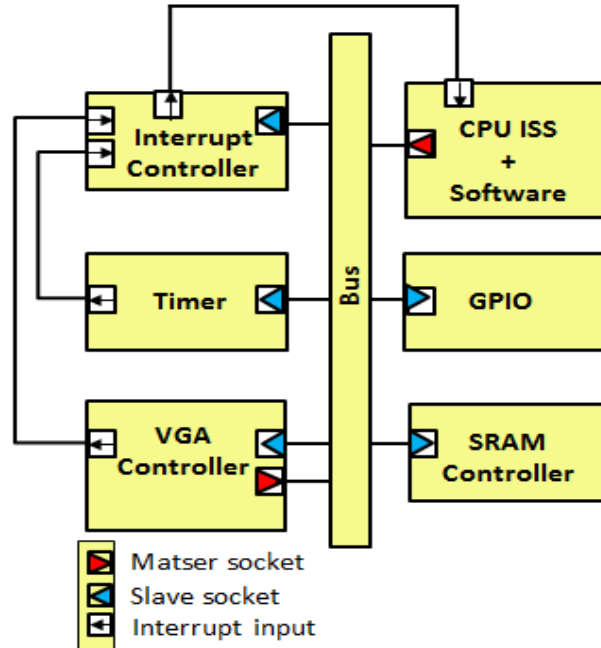 Interrupt
Controller
CPU ISS
+
Software
Timer
Bus
GPIO
VGA
Controller
SRAM
Controller
Matser socket
Slave socket
Interrupt input